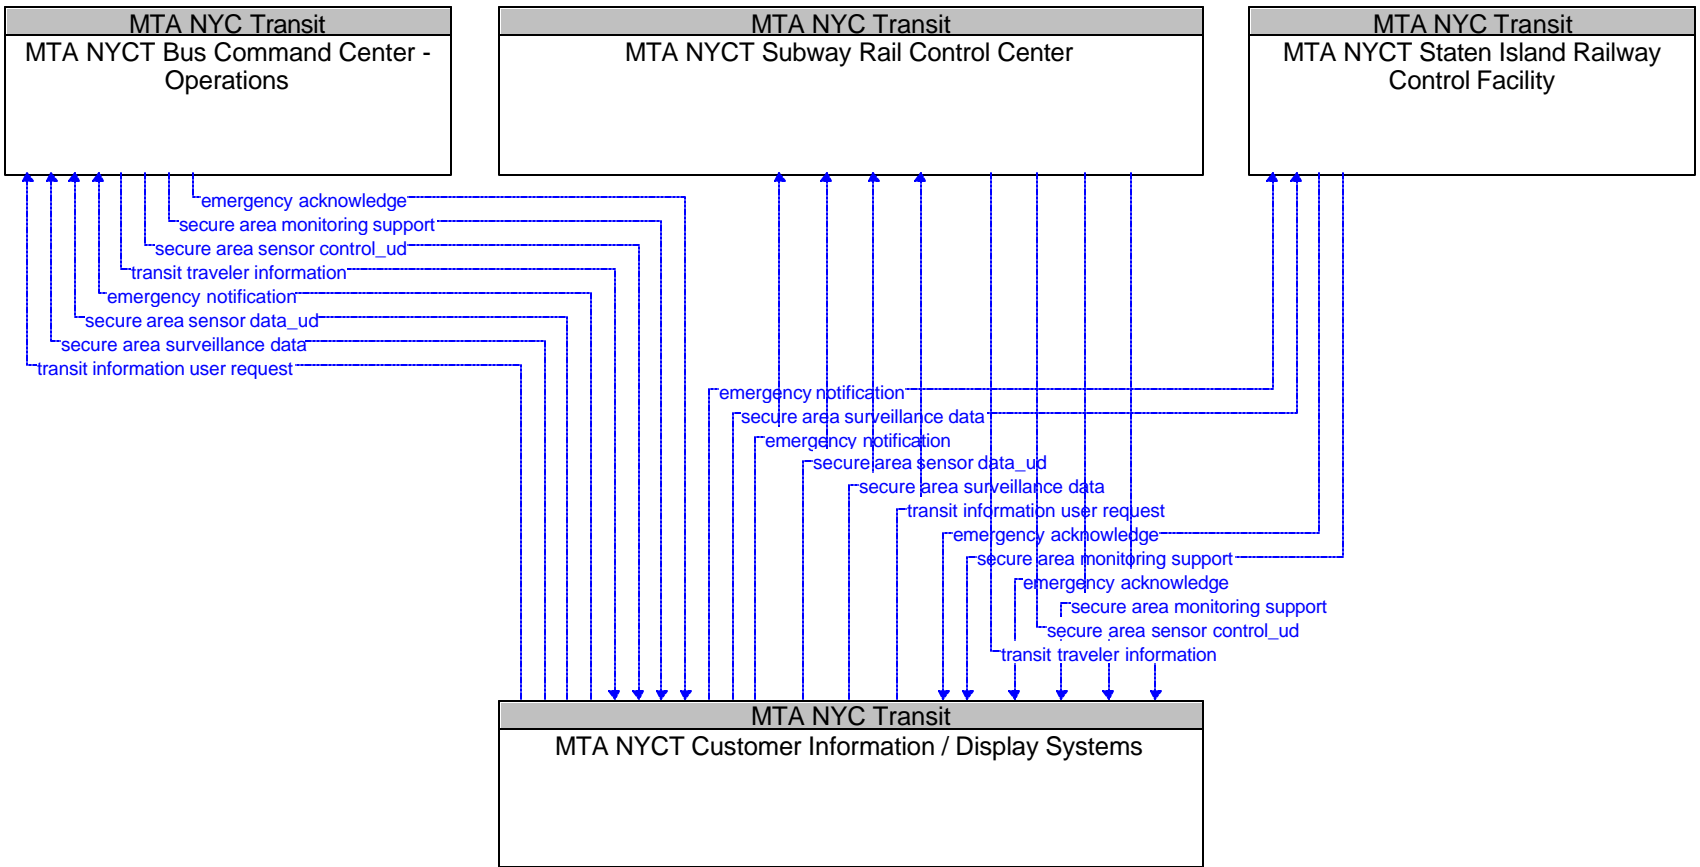 MTA NYC Transit
MTA NYCT Bus Command Center -
Operations
MTA NYC Transit
MTA NYCT Subway Rail Control Center
MTA NYC Transit
MTA NYCT Staten Island Railway
Control Facility
emergency acknowledge
secure area monitoring support
secure area sensor control_ud
transit traveler information
emergency notification
secure area sensor data_ud
secure area surveillance data
transit information user request
emergency notification
secure area surveillance data
emergency notification
secure area sensor data_ud
secure area surveillance data
transit information user request
emergency acknowledge
secure area monitoring support
emergency acknowledge
secure area monitoring support
secure area sensor control_ud
transit traveler information
MTA NYC Transit
MTA NYCT Customer Information / Display Systems